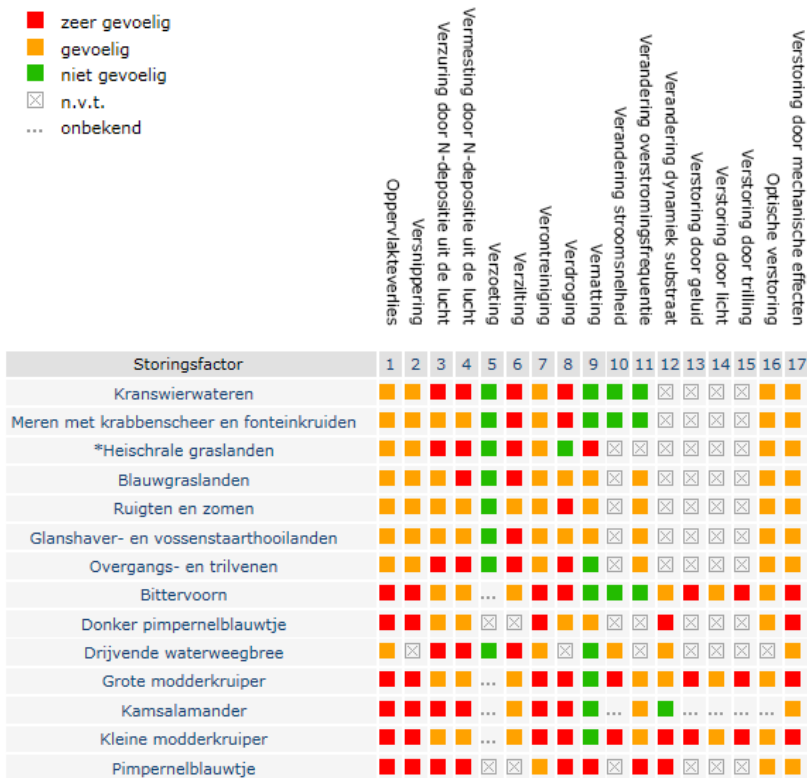 zeer gevoelig
gevoelig
niet gevoelig
n.v.t.
... onbekend
Oppervlakteverlies
Versnippering
Verzuring door N-depositie uit de lucht
Vermesting door N-depositie uit de lucht
Verzoeting
Verzilting
Verontreiniging
Verdroging
Vernatting
Verandering stroomsnelheid
Verandering overstromingsfrequentie
Verandering dynamiek substraat
Verstoring door geluid
Verstoring door licht
Verstoring door trilling
Optische verstoring
Verstoring door mechanische effecten
Storingsfactor 1 2 3 4 5 6 7 8 9 10 11 12 13 14 15 16 17
Kranswierwateren
Meren met krabbenscheer en fonteinkruiden
*Heischrale graslanden
Blauwgraslanden
Ruigten en zomen
Glanshaver- en vossenstaarthooilanden
Overgangs- en trilvenen
Bittervoorn ...
Donker pimpernelblauwtje
Drijvende waterweegbree
Grote modderkruiper ...
Kamsalamander ... ... ... ... ... ...
Kleine modderkruiper ...
Pimpernelblauwtje